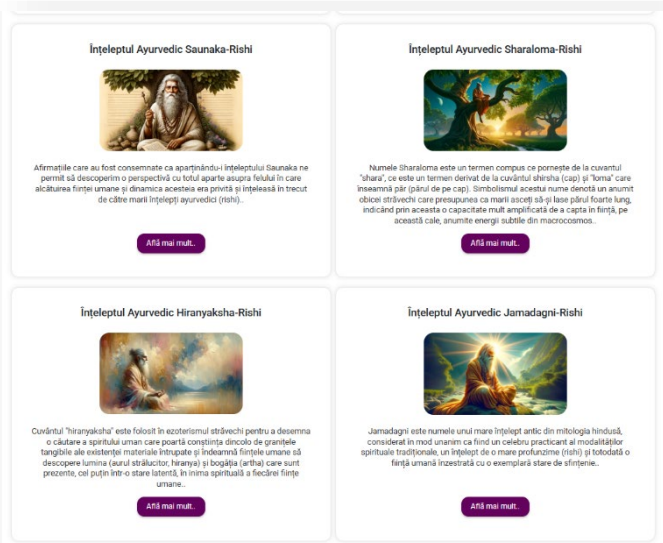 Înțeleptul Ayurvedic Saunaka-Rishi
Afirmațiile care au fost consemnate ca aparținându-i înțeleptului Saunaka ne
permit să descoperim o perspectivă cu totul aparte asupra felului în care
alcătuirea ființei umane și dinamica acesteia era privită și înțeleasă în trecut
de către marii înțelepți ayurvedici (rishi)..
Află mai mult..
Înțeleptul Ayurvedic Sharaloma-Rishi
Numele Sharaloma este un termen compus ce pornește de la cuvantul
"shara", ce este un termen derivat de la cuvântul shirsha (cap) și "loma" care
înseamnă păr (părul de pe cap). Simbolismul acestui nume denotă un anumit
obicei străvechi care presupunea ca marii asceți să-și lase părul foarte lung,
indicând prin aceasta o capacitate mult amplificată de a capta în ființă, pe
această cale, anumite energii subtile din macrocosmos..
Află mai mult..
Înțeleptul Ayurvedic Hiranyaksha-Rishi
Cuvântul "hiranyaksha" este folosit în ezoterismul străvechi pentru a desemna
o căutare a spiritului uman care poartă conștiința dincolo de granițele
tangibile ale existenței materiale întrupate și îndeamnă ființele umane să
descopere lumina (aurul strălucitor, hiranya) și bogăția (artha) care sunt
prezente, cel puțin într-o stare latentă, în inima spirituală a fiecărei ființe
umane..
Află mai mult..
Înțeleptul Ayurvedic Jamadagni-Rishi
Jamadagni este numele unui mare înțelept antic din mitologia hindusă,
considerat în mod unanim ca fiind un celebru practicant al modalităților
spirituale tradiționale, un înțelept de o mare profunzime (rishi) și totodată o
ființă umană înzestrată cu o exemplară stare de sfințenie..
Află mai mult..